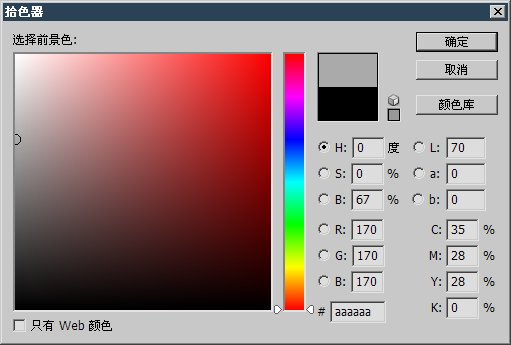 拾色器
选择前景色:
确定
取消
颜色库
H: 0 度
S: 0 %
B: 67 %
R: 170
G: 170
B: 170
# aaaaaa
L: 70
a: 0
b: 0
C: 35 %
M: 28 %
Y: 28 %
K: 0 %
只有 Web 颜色